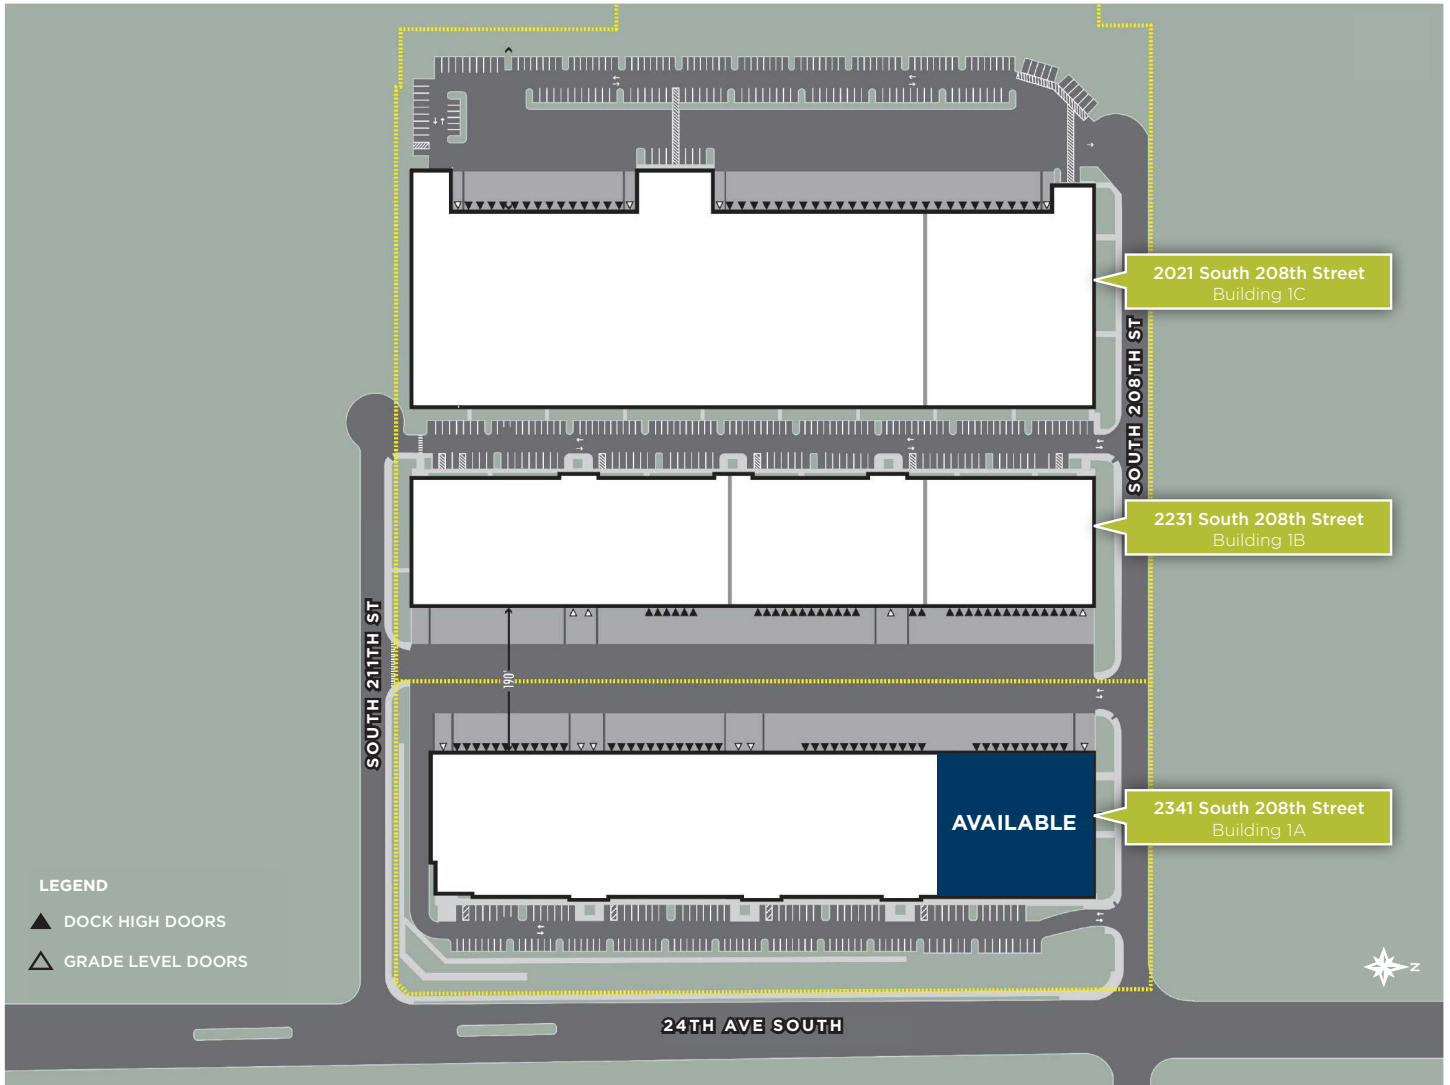 2021 South 208th Street
Building 1C
SOUTH 208TH ST
2231 South 208th Street
Building 1B
SOUTH 211TH ST
190'
AVAILABLE
2341 South 208th Street
Building 1A
LEGEND
DOCK HIGH DOORS
GRADE LEVEL DOORS
N
24TH AVE SOUTH